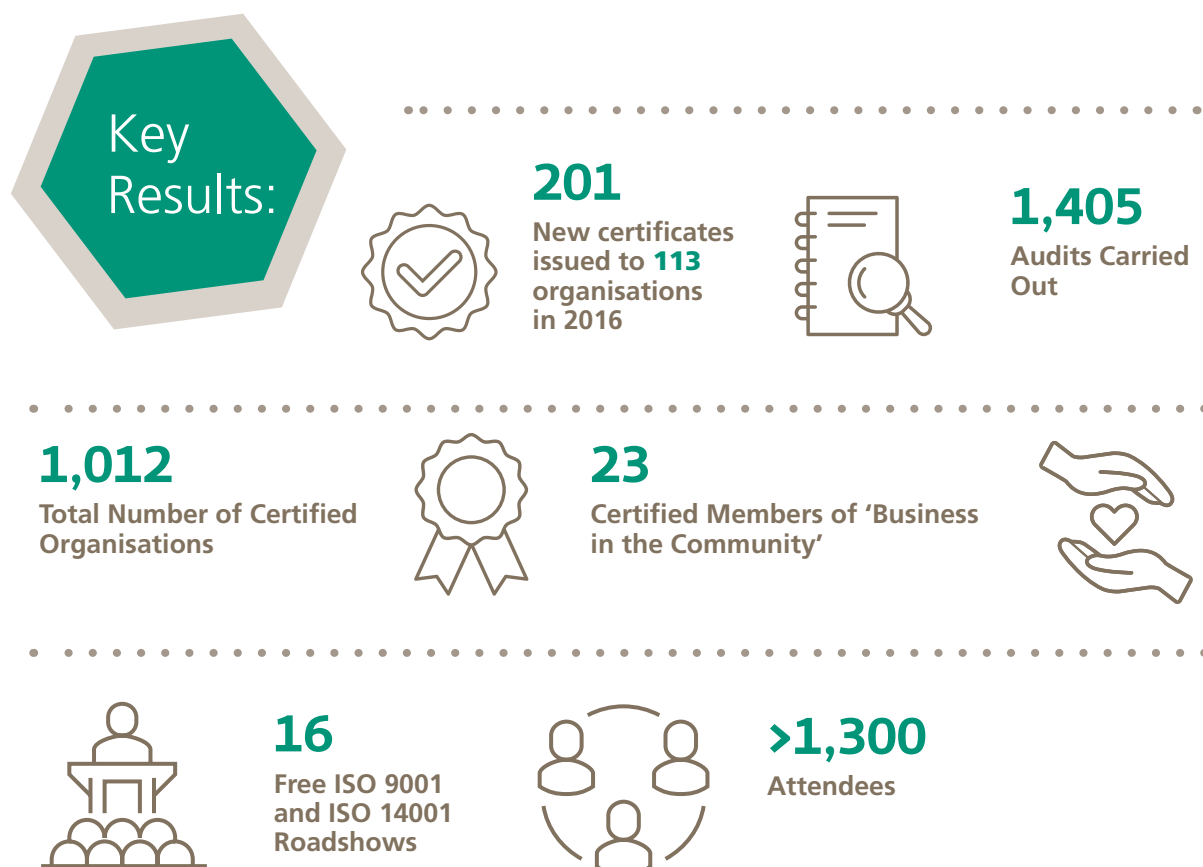 Key
Results:
201
New certificates
issued to 113
organisations
in 2016
1,405
Audits Carried
Out
1,012
Total Number of Certified
Organisations
23
Certified Members of ‘Business
in the Community’
16
Free ISO 9001
and ISO 14001
Roadshows
>1,300
Attendees